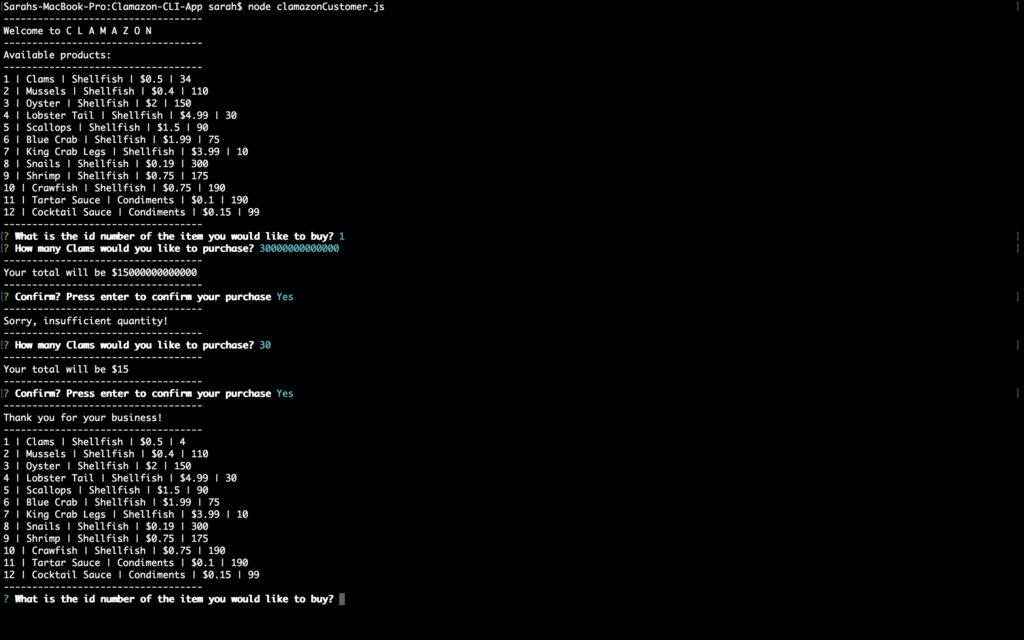 Sarahs-MacBook-Pro:Clamazon-CLI-App sarah$ node clamazonCustomer.js
----------------------------------
Welcome to C L A M A Z O N
----------------------------------
Available products:
----------------------------------
1 | Clams | Shellfish | $0.5 | 34
2 | Mussels | Shellfish | $0.4 | 110
3 | Oyster | Shellfish | $2 | 150
4 | Lobster Tail | Shellfish | $4.99 | 30
5 | Scallops | Shellfish | $1.5 | 90
6 | Blue Crab | Shellfish | $1.99 | 75
7 | King Crab Legs | Shellfish | $3.99 | 10
8 | Snails | Shellfish | $0.19 | 300
9 | Shrimp | Shellfish | $0.75 | 175
10 | Crawfish | Shellfish | $0.75 | 190
11 | Tartar Sauce | Condiments | $0.1 | 190
12 | Cocktail Sauce | Condiments | $0.15 | 99
----------------------------------
? What is the id number of the item you would like to buy? 1
? How many Clams would you like to purchase? 30000000000000
----------------------------------
Your total will be $15000000000000
----------------------------------
? Confirm? Press enter to confirm your purchase Yes
----------------------------------
Sorry, insufficient quantity!
----------------------------------
? How many Clams would you like to purchase? 30
----------------------------------
Your total will be $15
----------------------------------
? Confirm? Press enter to confirm your purchase Yes
----------------------------------
Thank you for your business!
----------------------------------
1 | Clams | Shellfish | $0.5 | 4
2 | Mussels | Shellfish | $0.4 | 110
3 | Oyster | Shellfish | $2 | 150
4 | Lobster Tail | Shellfish | $4.99 | 30
5 | Scallops | Shellfish | $1.5 | 90
6 | Blue Crab | Shellfish | $1.99 | 75
7 | King Crab Legs | Shellfish | $3.99 | 10
8 | Snails | Shellfish | $0.19 | 300
9 | Shrimp | Shellfish | $0.75 | 175
10 | Crawfish | Shellfish | $0.75 | 190
11 | Tartar Sauce | Condiments | $0.1 | 190
12 | Cocktail Sauce | Condiments | $0.15 | 99
----------------------------------
? What is the id number of the item you would like to buy?